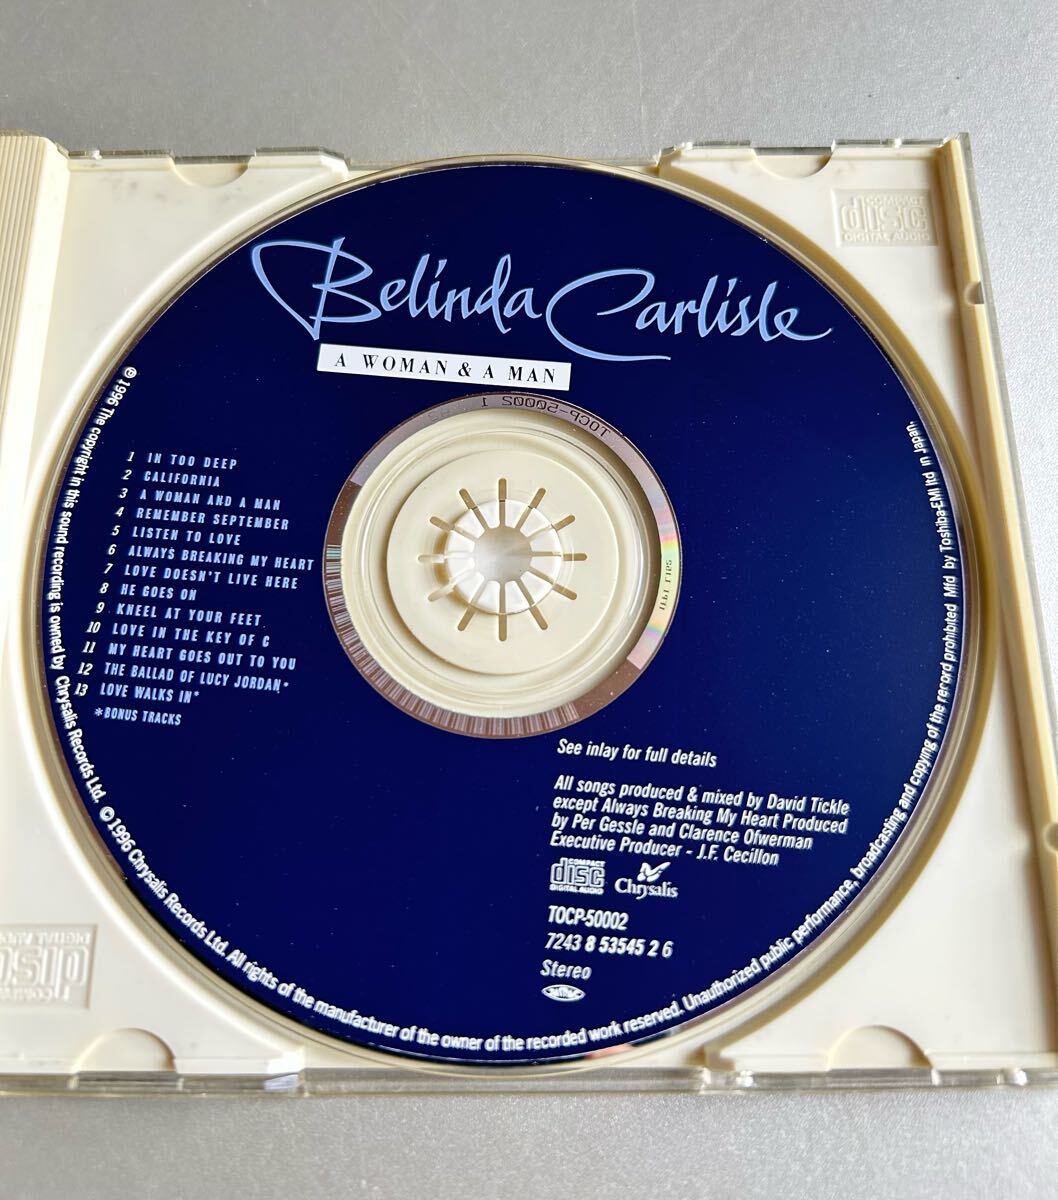 Belinda Carlisle
A WOMAN & A MAN
TOCP-50002 1
1 IN TOO DEEP
2 CALIFORNIA
3 A WOMAN AND A MAN
4 REMEMBER SEPTEMBER
5 LISTEN TO LOVE
6 ALWAYS BREAKING MY HEART
7 LOVE DOESN'T LIVE HERE
8 HE GOES ON
9 KNEEL AT YOUR FEET
10 LOVE IN THE KEY OF C
11 MY HEART GOES OUT TO YOU
12 THE BALLAD OF LUCY JORDAN*
13 LOVE WALKS IN*
*BONUS TRACKS
See inlay for full details
All songs produced & mixed by David Tickle
except Always Breaking My Heart Produced
by Per Gessle and Clarence Ofwerman
Executive Producer - J.F. Cecillon
COMPACT
disc
DIGITAL AUDIO
Chrysalis
TOCP-50002
7243 8 53545 2 6
Stereo
℗ 1996 The copyright in this sound recording is owned by Chrysalis Records Ltd. © 1996 Chrysalis Records Ltd. All rights of the manufacturer of the owner of the recorded work reserved. Unauthorized public performance, broadcasting and copying of the record prohibited Mfd by Toshiba-EMI ltd in Japan.
COMPACT
disc
DIGITAL AUDIO
COMPACT
disc
DIGITAL AUDIO